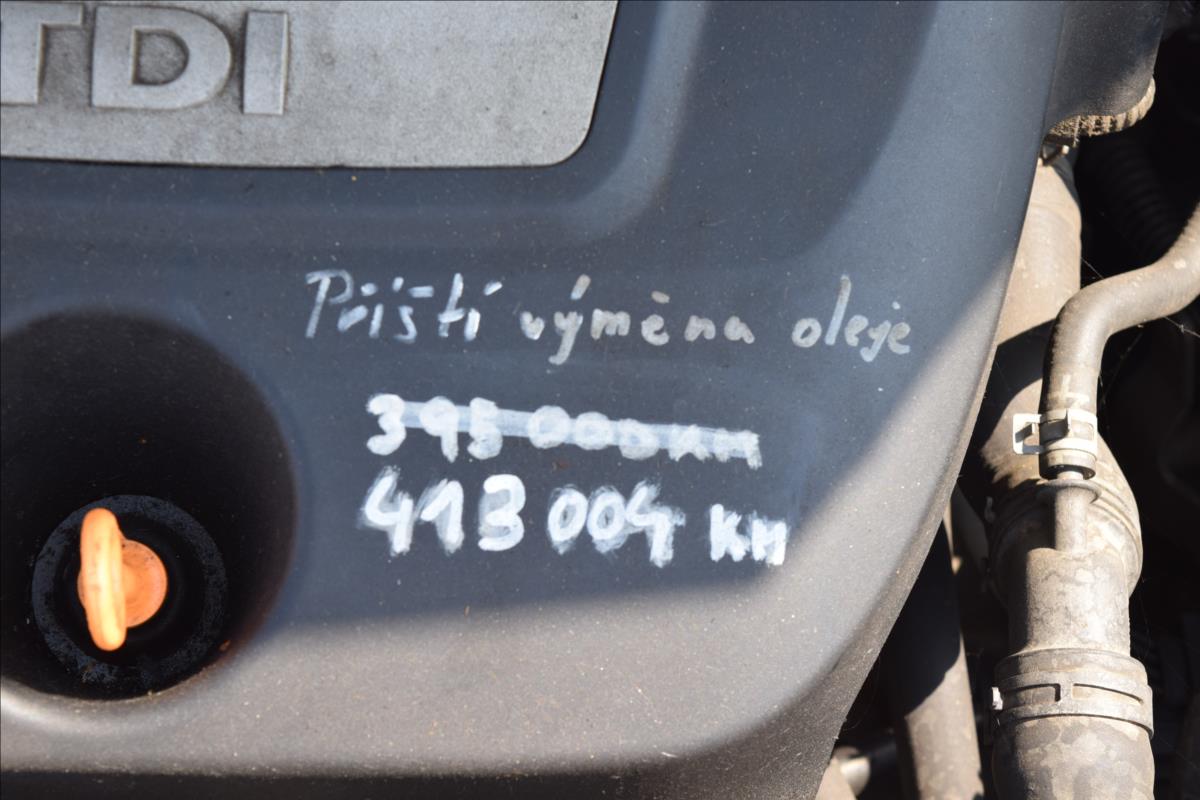 TDI
Příští výměna oleje
395 000 KM
413 004 KM